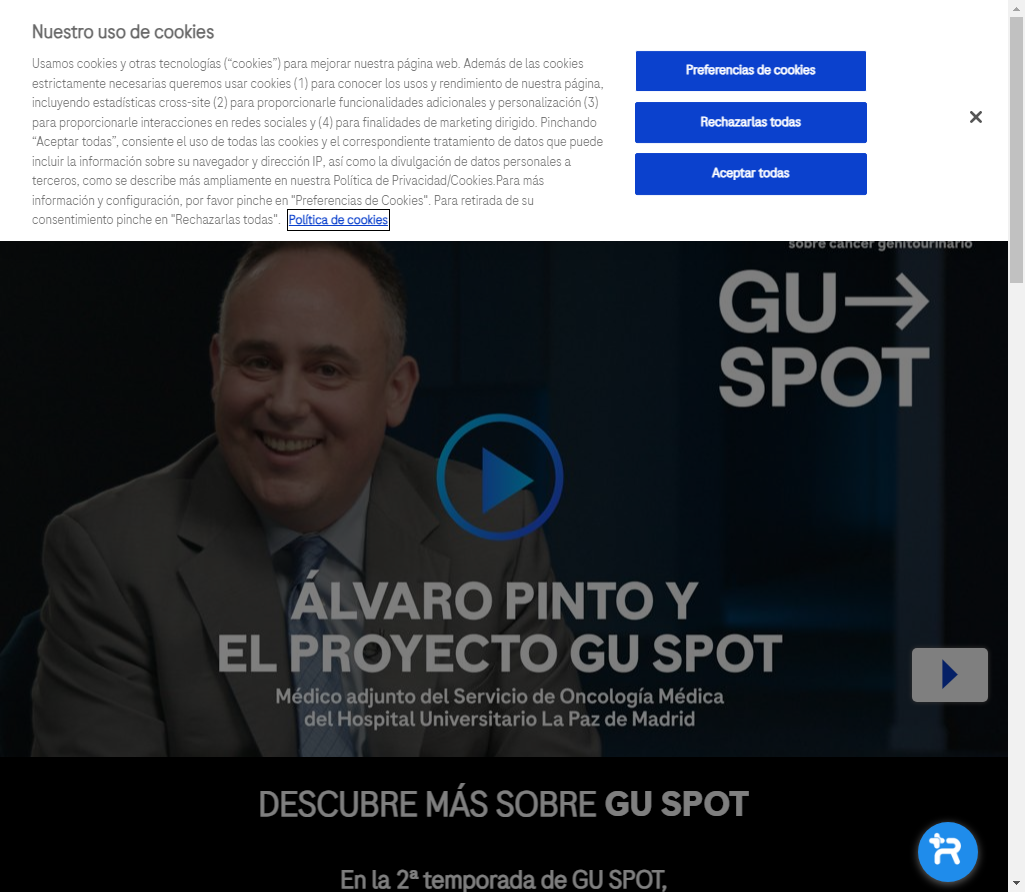 Nuestro uso de cookies
Usamos cookies y otras tecnologías (“cookies”) para mejorar nuestra página web. Además de las cookies
estrictamente necesarias queremos usar cookies (1) para conocer los usos y rendimiento de nuestra página,
incluyendo estadísticas cross-site (2) para proporcionarle funcionalidades adicionales y personalización (3)
para proporcionarle interacciones en redes sociales y (4) para finalidades de marketing dirigido. Pinchando
“Aceptar todas”, consiente el uso de todas las cookies y el correspondiente tratamiento de datos que puede
incluir la información sobre su navegador y dirección IP, así como la divulgación de datos personales a
terceros, como se describe más ampliamente en nuestra Política de Privacidad/Cookies.Para más
información y configuración, por favor pinche en "Preferencias de Cookies". Para retirada de su
consentimiento pinche en "Rechazarlas todas". Política de cookies
Preferencias de cookies
Rechazarlas todas
Aceptar todas
sobre cáncer genitourinario
GU
SPOT
ÁLVARO PINTO Y
EL PROYECTO GU SPOT
Médico adjunto del Servicio de Oncología Médica
del Hospital Universitario La Paz de Madrid
DESCUBRE MÁS SOBRE GU SPOT
En la 2ª temporada de GU SPOT,